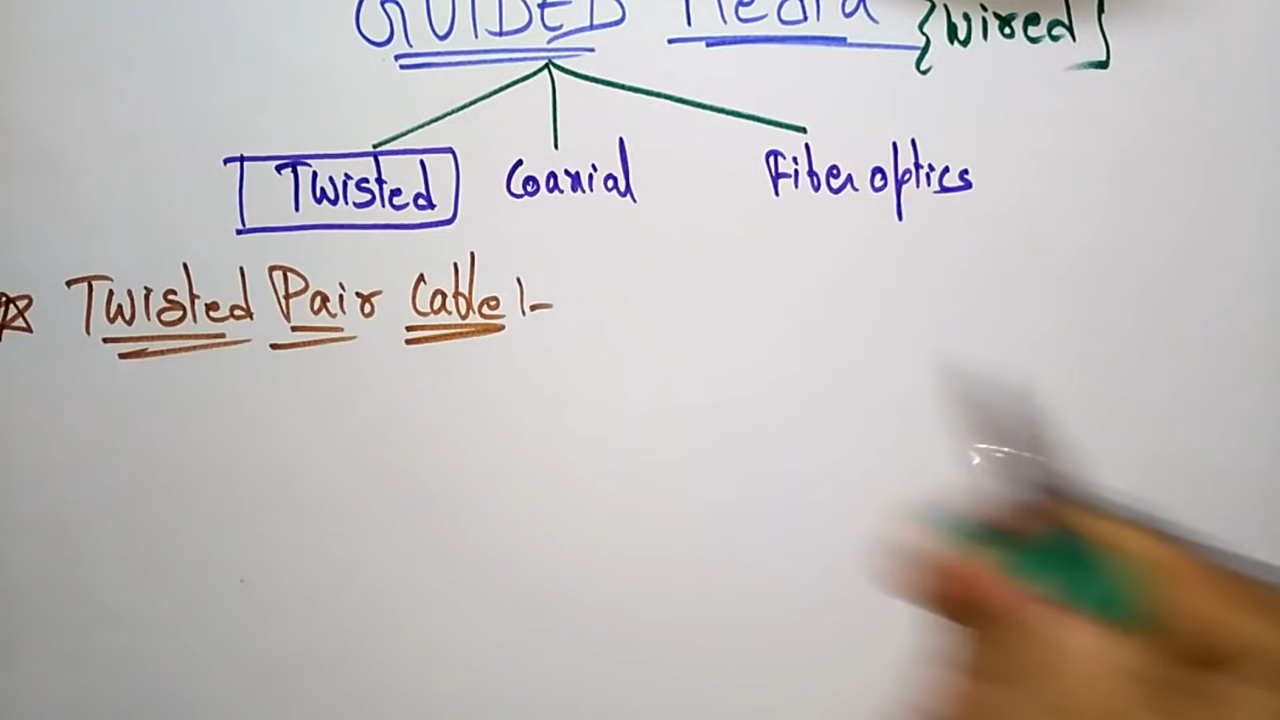 GUIDED Media {Wired}
Twisted Coaxial Fiber optics
☆ Twisted Pair Cable :-